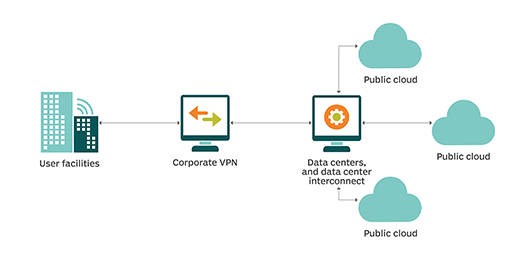 Public cloud
User facilities
Corporate VPN
Data centers,
and data center
interconnect
Public cloud
Public cloud